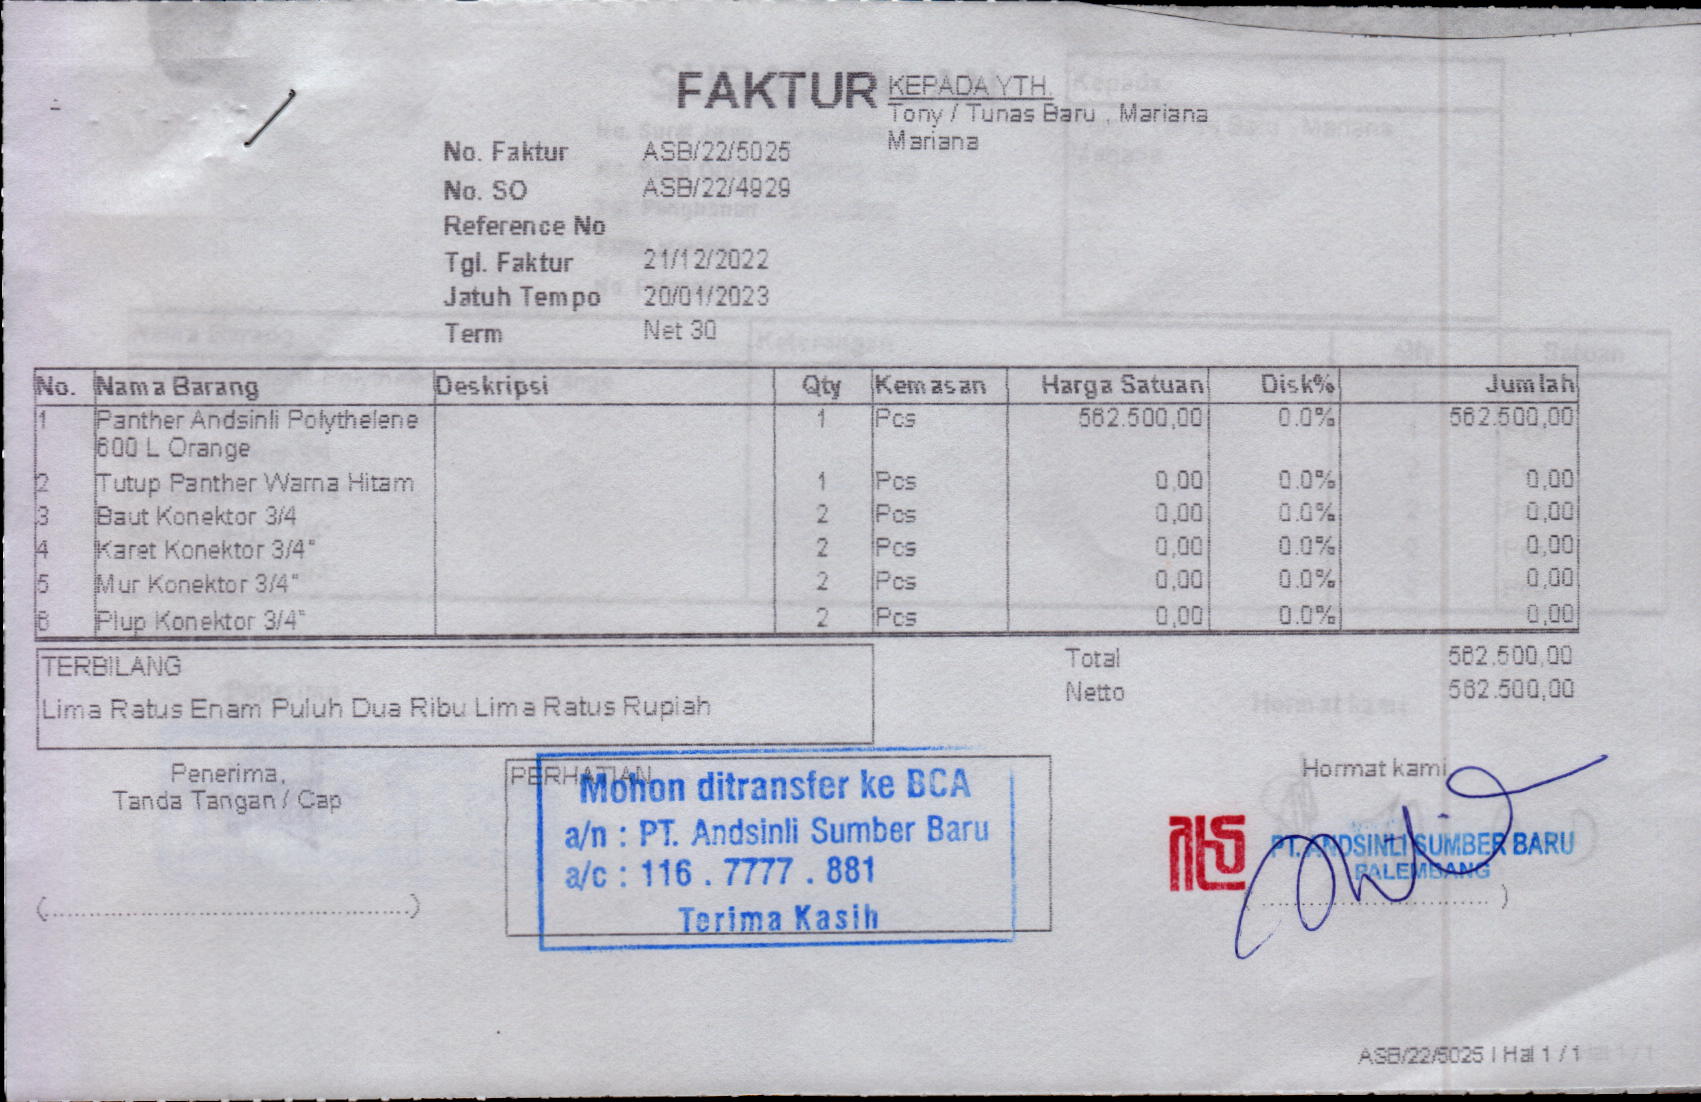 FAKTUR
KEPADA YTH.
Tony / Tunas Baru , Mariana
Mariana
No. Faktur ASB/22/5025
No. SO ASB/22/4929
Reference No
Tgl. Faktur 21/12/2022
Jatuh Tempo 20/01/2023
Term Net 30
No. Nama Barang Deskripsi Qty Kemasan Harga Satuan Disk% Jumlah
1 Panther Andsinli Polythelene 1 Pcs 562.500,00 0.0% 562.500,00
600 L Orange
2 Tutup Panther Warna Hitam 1 Pcs 0,00 0.0% 0,00
3 Baut Konektor 3/4 2 Pcs 0,00 0.0% 0,00
4 Karet Konektor 3/4" 2 Pcs 0,00 0.0% 0,00
5 Mur Konektor 3/4" 2 Pcs 0,00 0.0% 0,00
6 Plup Konektor 3/4" 2 Pcs 0,00 0.0% 0,00
TERBILANG
Lima Ratus Enam Puluh Dua Ribu Lima Ratus Rupiah
Total 562.500,00
Netto 562.500,00
Penerima,
Tanda Tangan / Cap
(......................................................)
PERHATIAN
Mohon ditransfer ke BCA
a/n : PT. Andsinli Sumber Baru
a/c : 116 . 7777 . 881
Terima Kasih
Hormat kami
PT. ANDSINLI SUMBER BARU
PALEMBANG
ASB/22/5025 | Hal 1 / 1